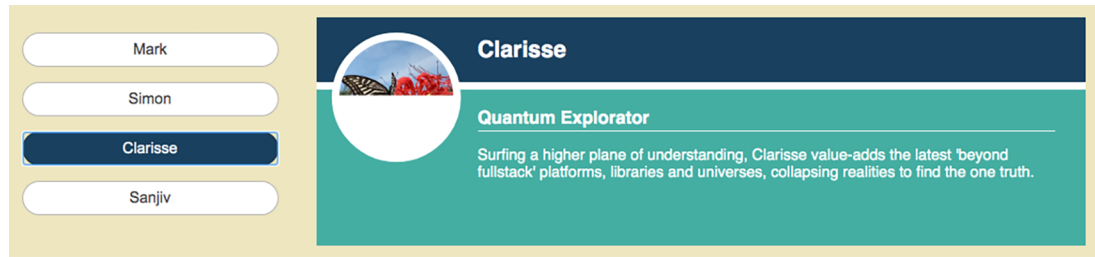 Mark
Simon
Clarisse
Sanjiv
Clarisse
Quantum Explorator
Surfing a higher plane of understanding, Clarisse value-adds the latest 'beyond
fullstack' platforms, libraries and universes, collapsing realities to find the one truth.